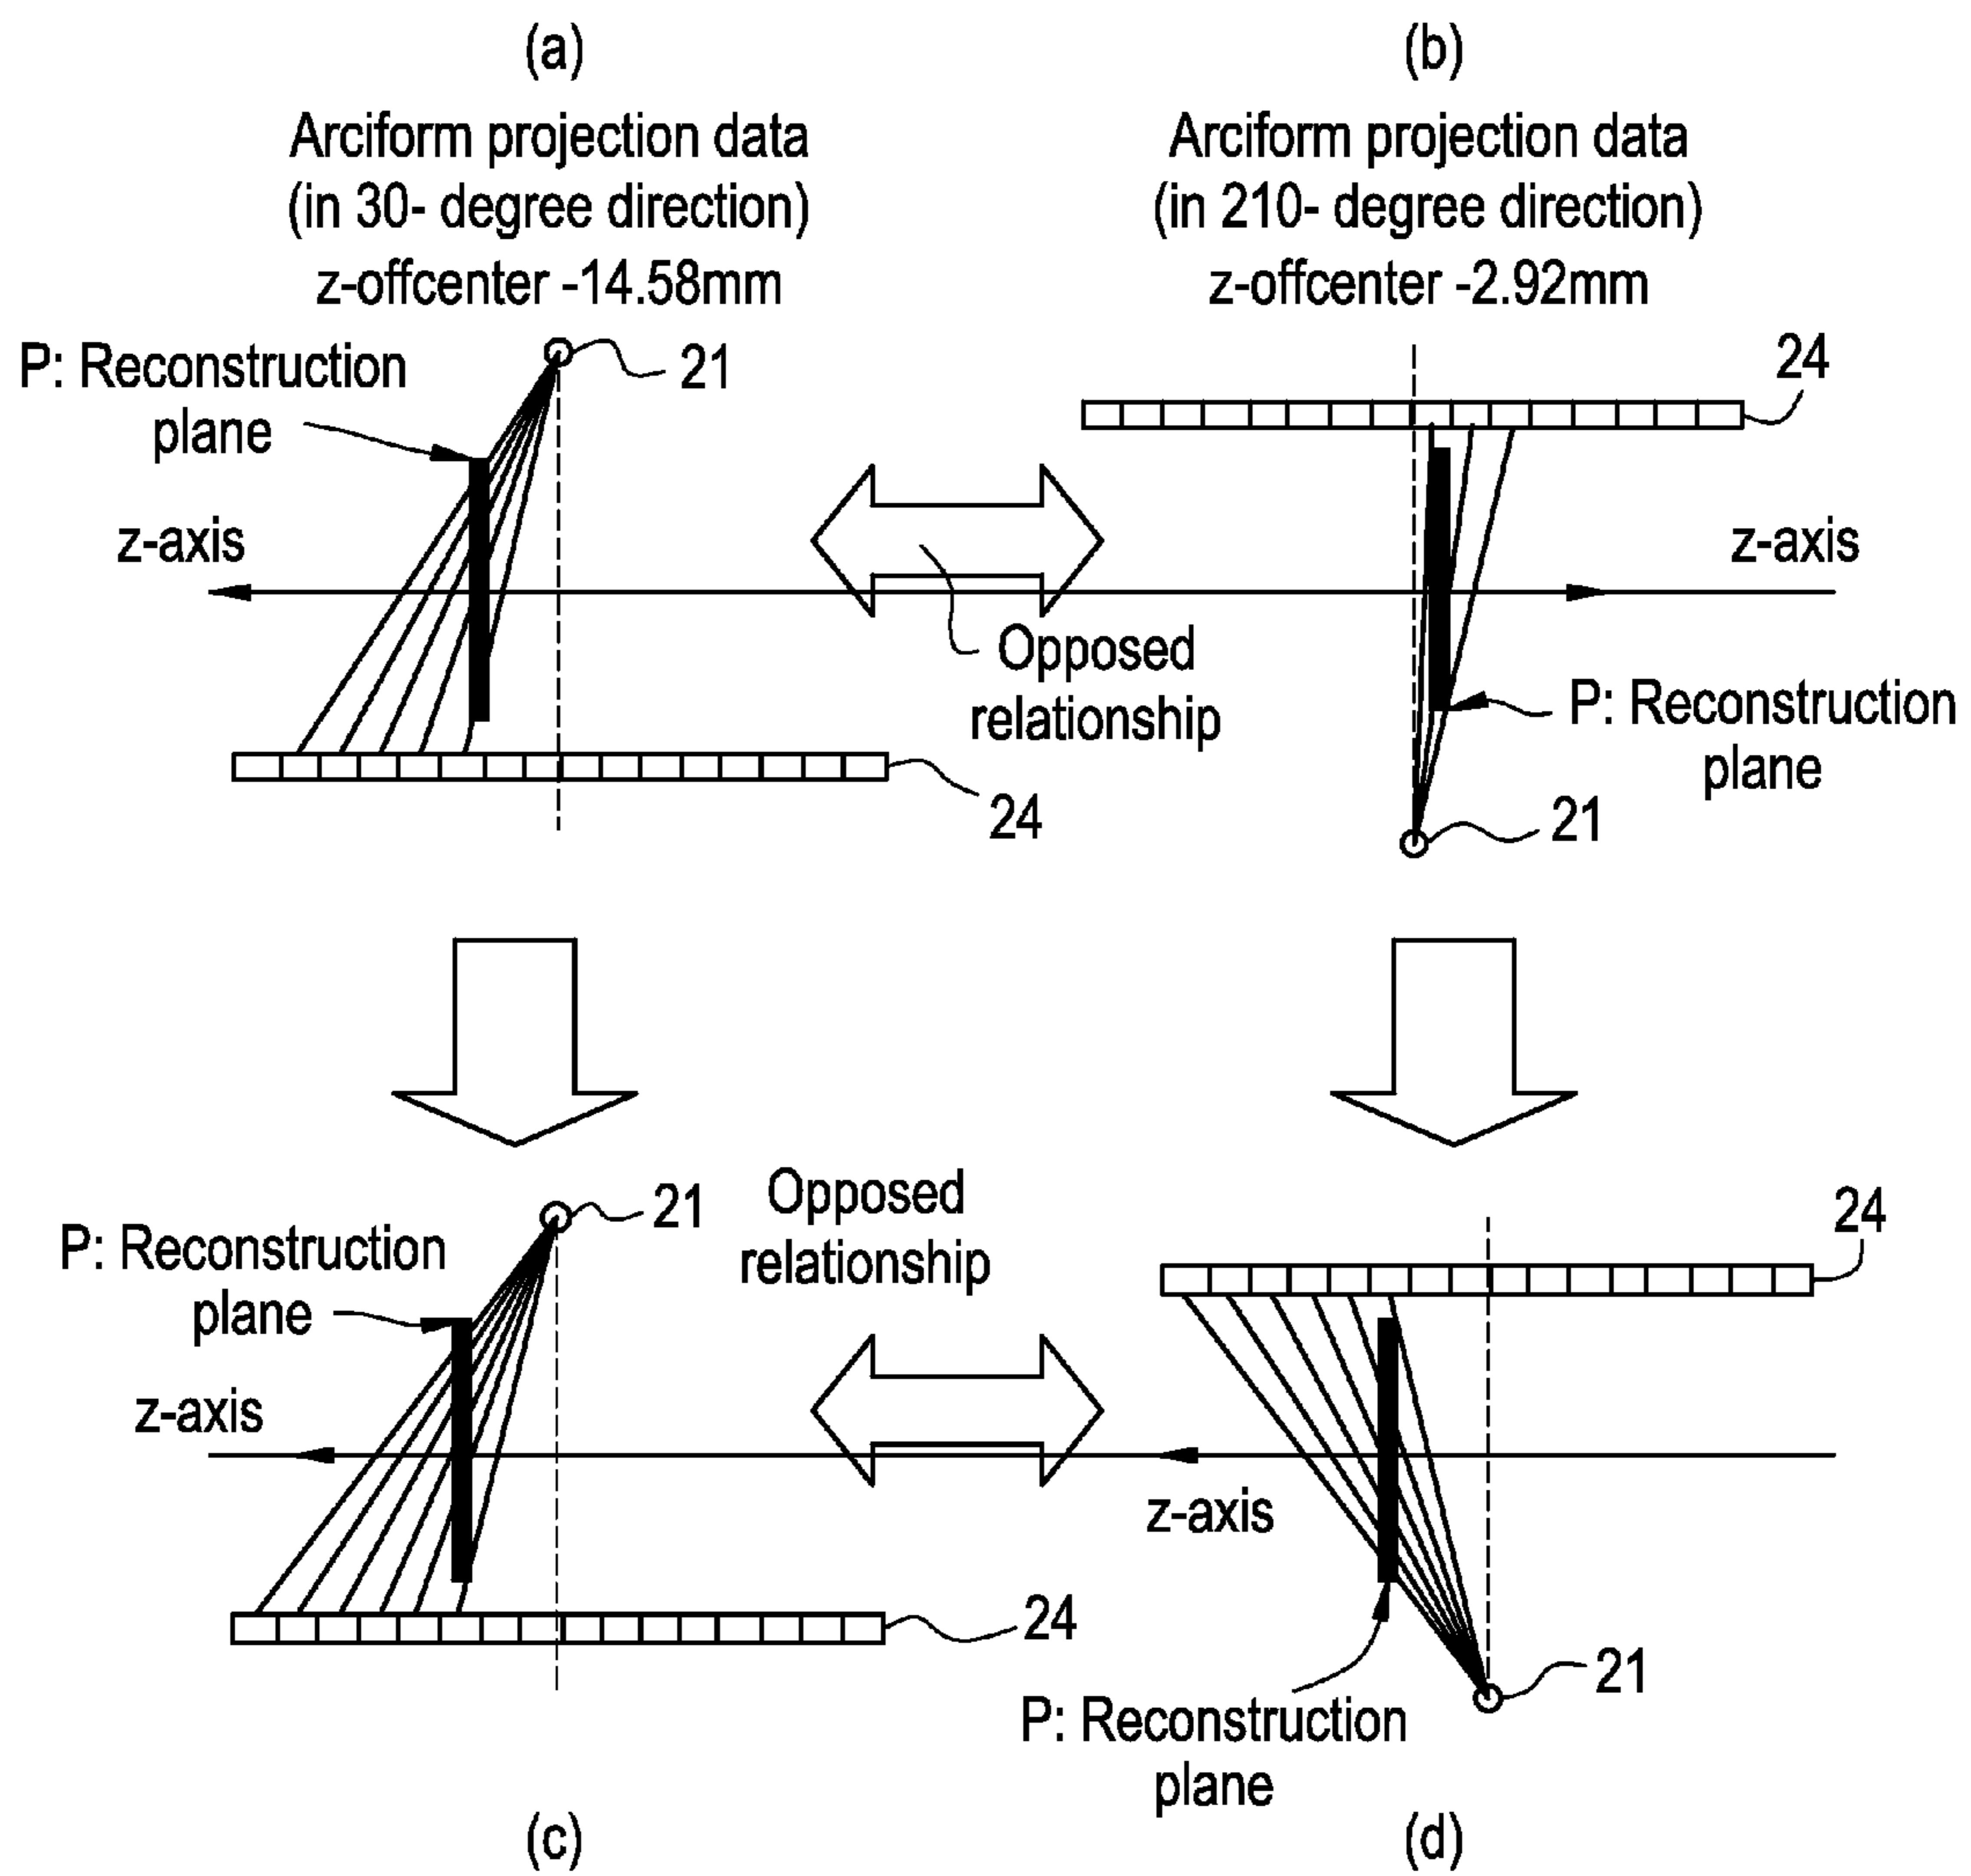 (a)
Arciform projection data
(in 30- degree direction)
z-offcenter -14.58mm
(b)
Arciform projection data
(in 210- degree direction)
z-offcenter -2.92mm
P: Reconstruction
plane
21
24
z-axis
z-axis
Opposed
relationship
P: Reconstruction
plane
24
21
21
Opposed
relationship
24
P: Reconstruction
plane
z-axis
z-axis
24
21
P: Reconstruction
plane
(c)
(d)